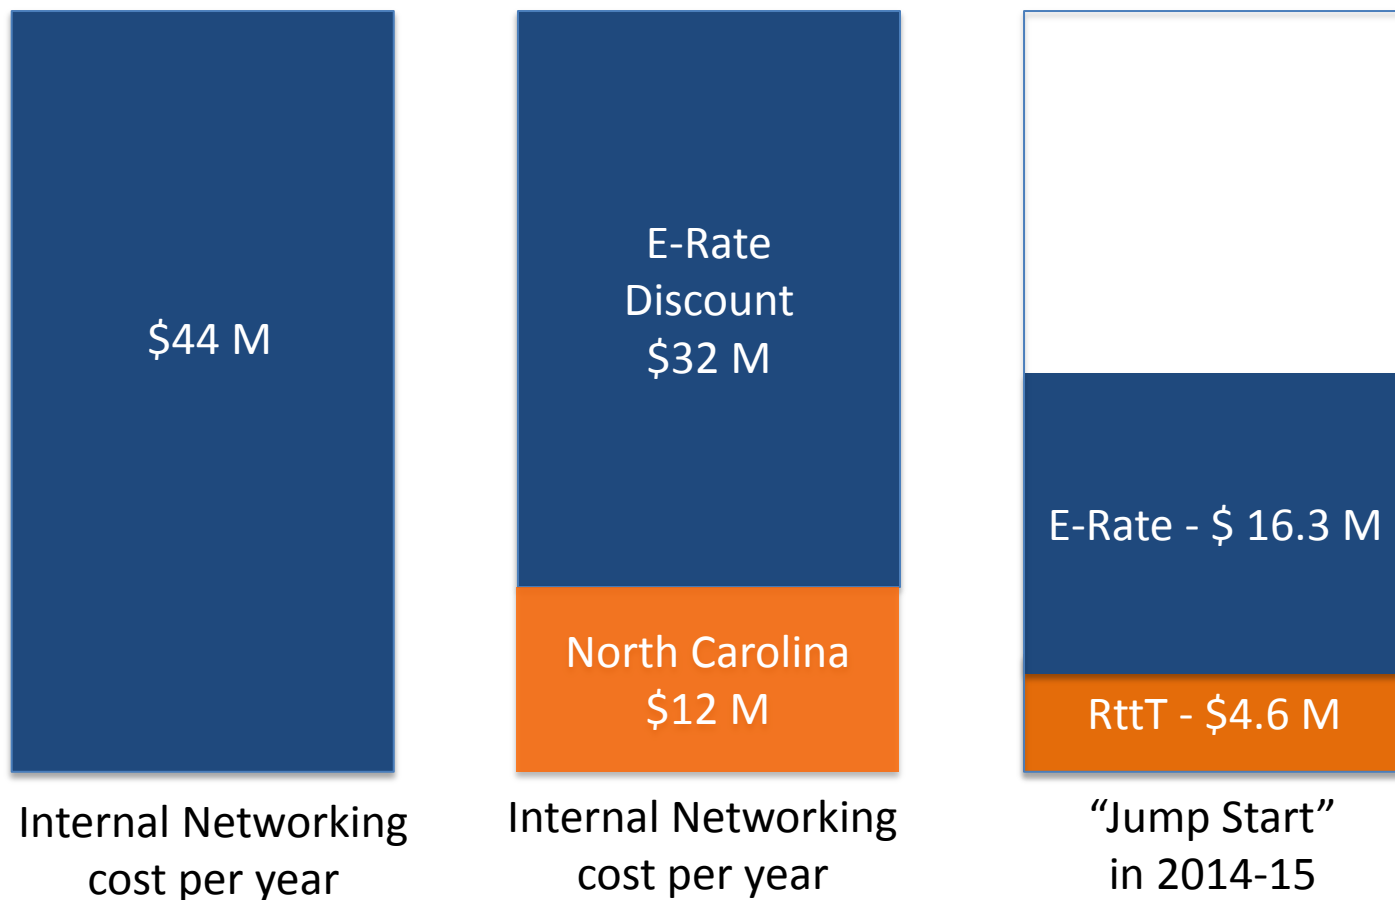 $44 M
Internal Networking
cost per year
E-Rate
Discount
$32 M
North Carolina
$12 M
Internal Networking
cost per year
E-Rate - $ 16.3 M
RttT - $4.6 M
“Jump Start”
in 2014-15